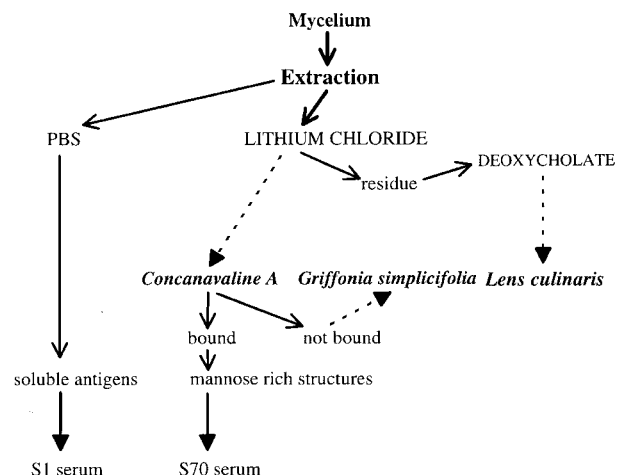 Mycelium
Extraction
PBS
LITHIUM CHLORIDE
DEOXYCHOLATE
residue
Concanavaline A Griffonia simplicifolia Lens culinaris
bound not bound
soluble antigens mannose rich structures
S1 serum S70 serum